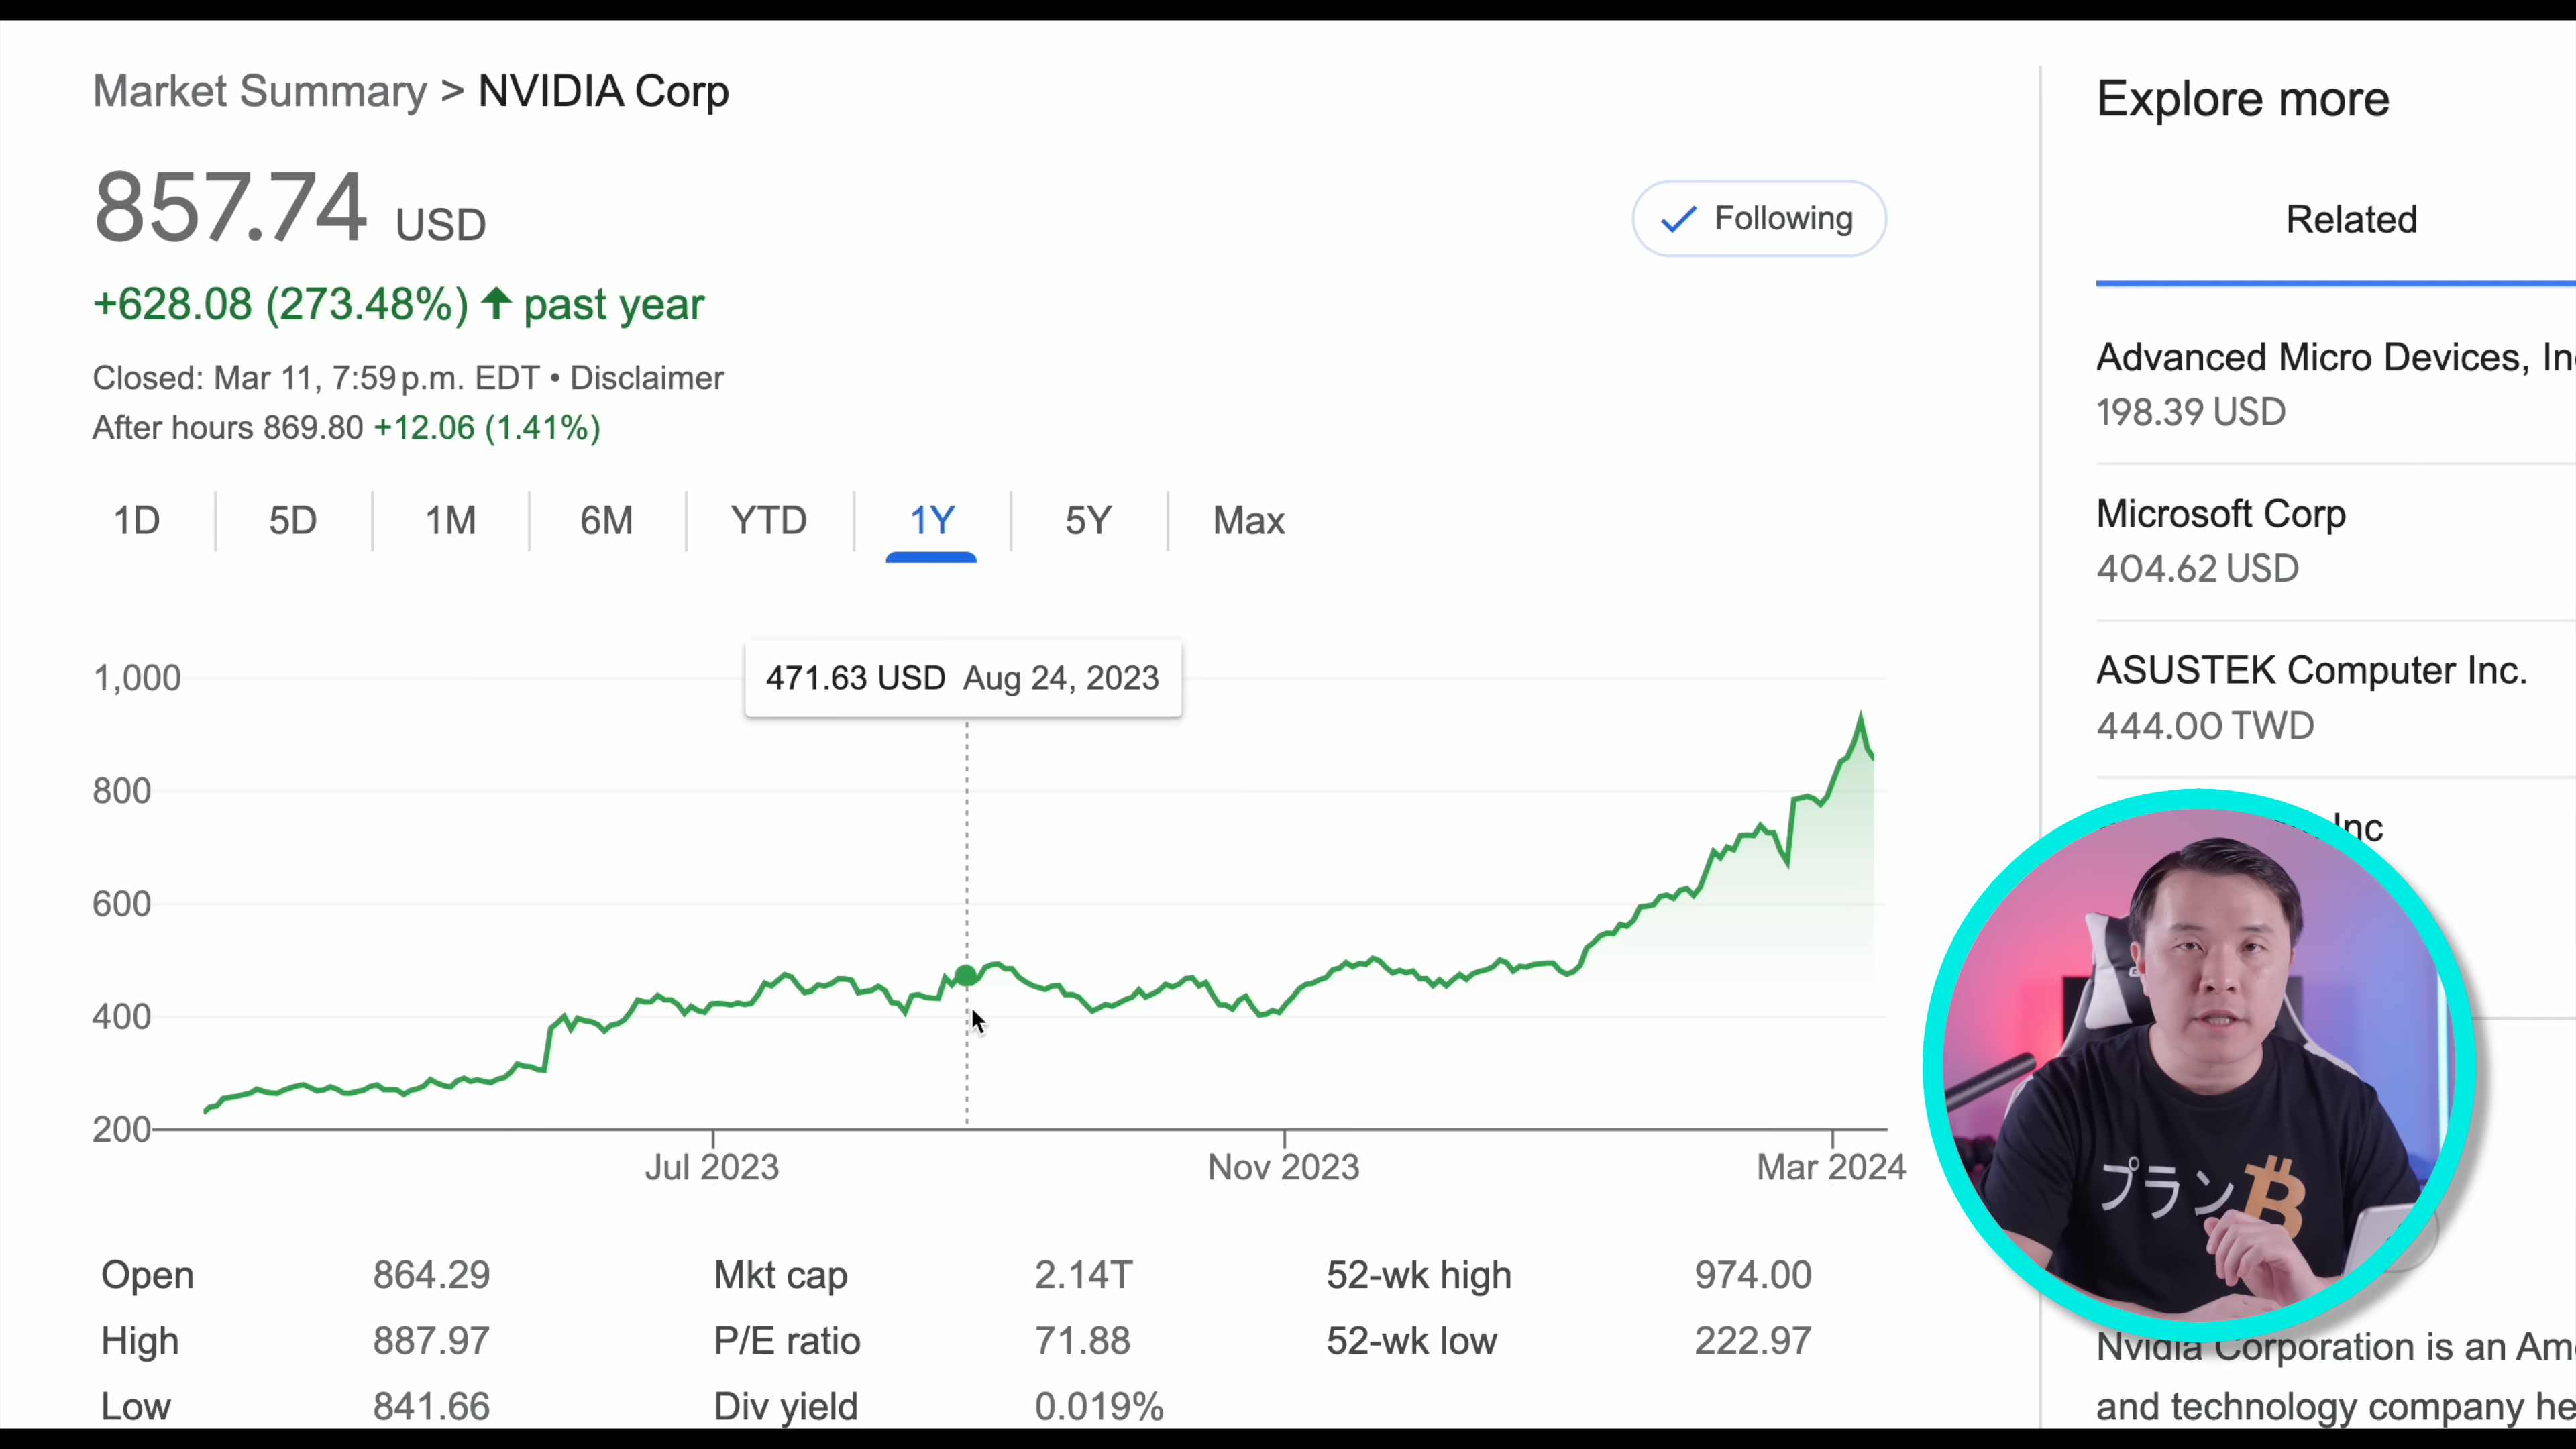 Market Summary > NVIDIA Corp
857.74 USD
Following
+628.08 (273.48%) ↑ past year
Closed: Mar 11, 7:59 p.m. EDT • Disclaimer
After hours 869.80 +12.06 (1.41%)
1D 5D 1M 6M YTD 1Y 5Y Max
471.63 USD Aug 24, 2023
1,000
800
600
400
200
Jul 2023 Nov 2023 Mar 2024
Open 864.29 Mkt cap 2.14T 52-wk high 974.00
High 887.97 P/E ratio 71.88 52-wk low 222.97
Low 841.66 Div yield 0.019%
Explore more
Related
Advanced Micro Devices, In
198.39 USD
Microsoft Corp
404.62 USD
ASUSTEK Computer Inc.
444.00 TWD
Inc
プランB
Nvidia Corporation is an Am
and technology company he